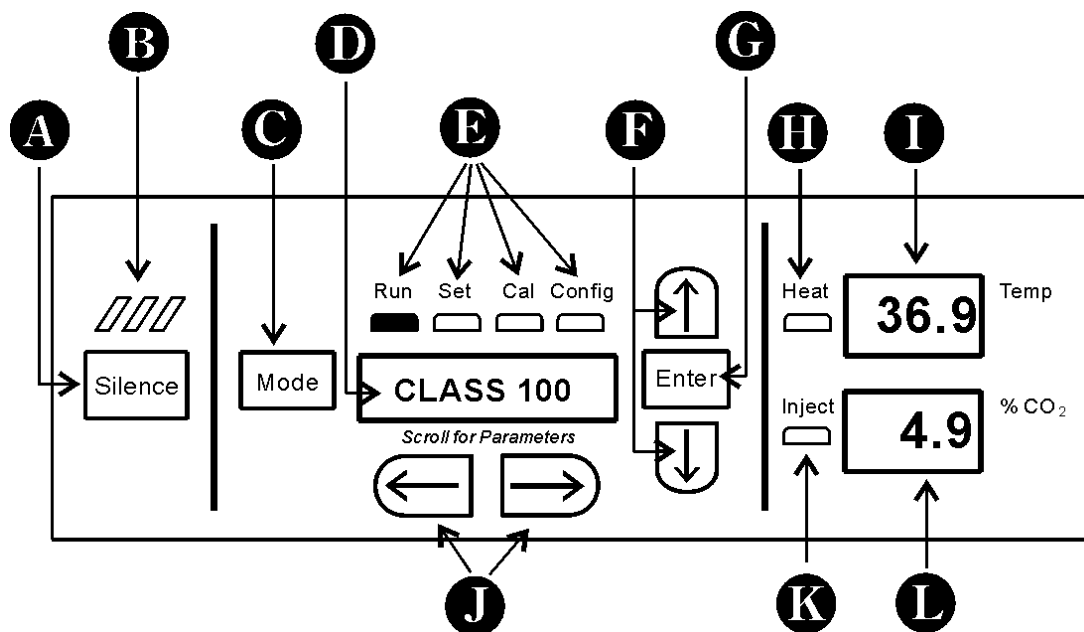 B
D
G
A
C
E
F
H
I
Run Set Cal Config
Heat
36.9
Temp
Silence
Mode
CLASS 100
Enter
Scroll for Parameters
Inject
4.9
% CO₂
J
K
L